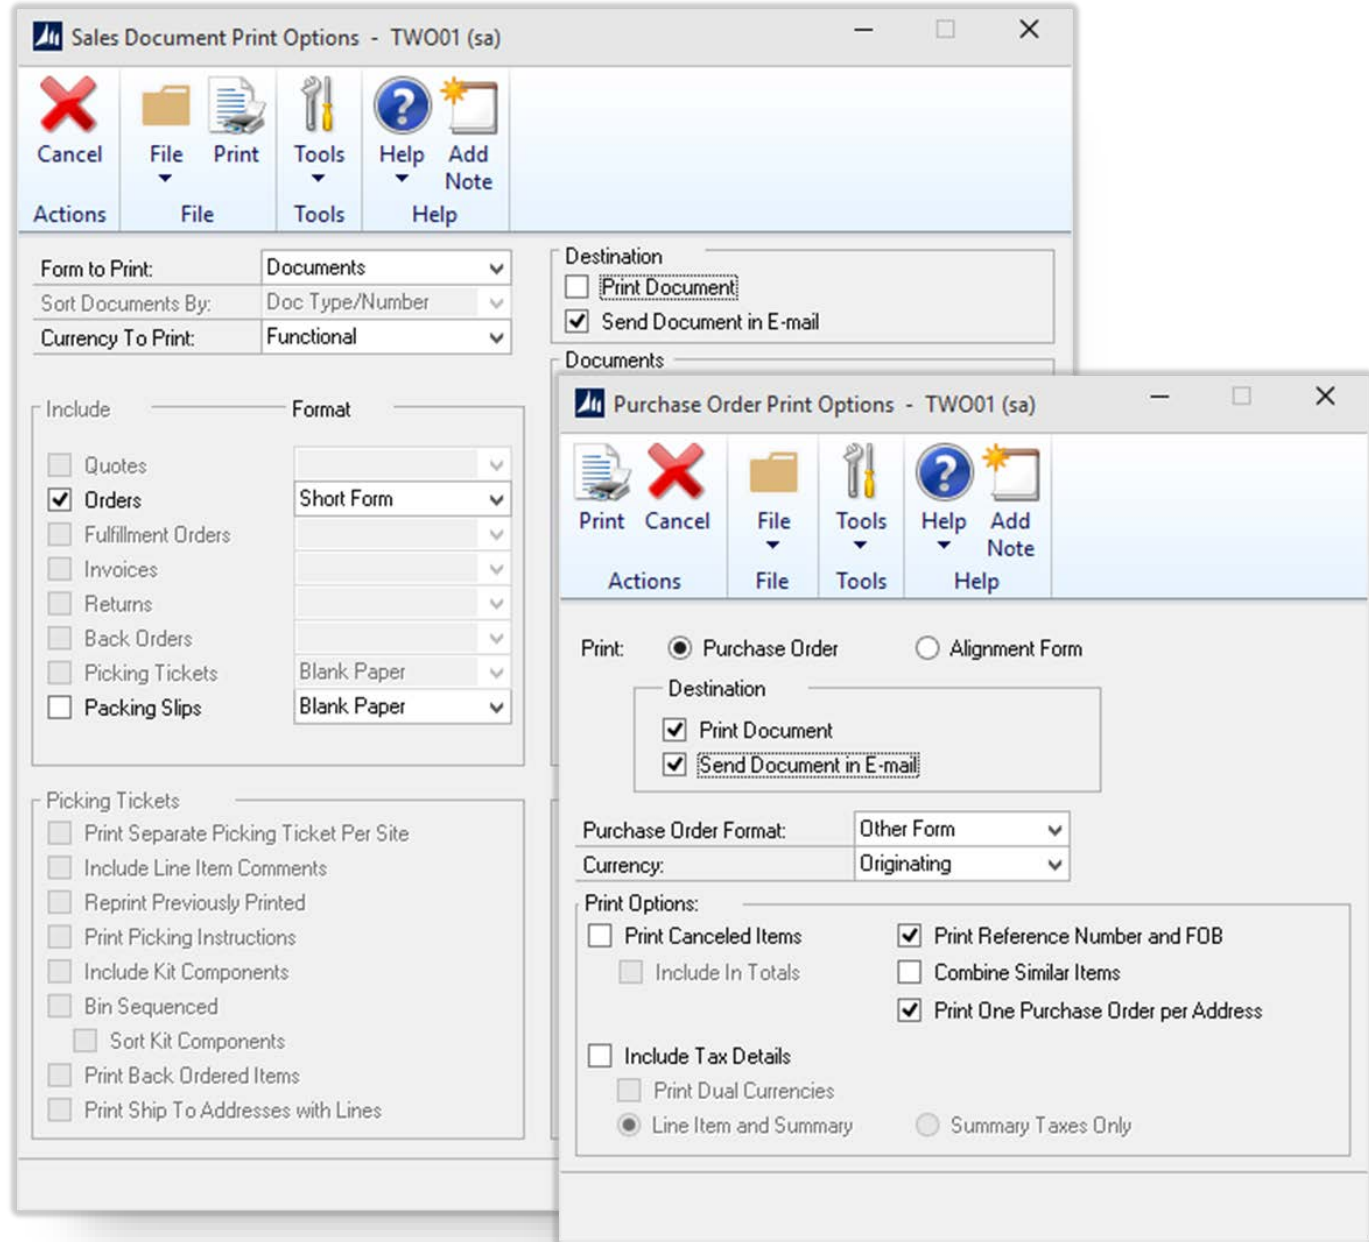 Sales Document Print Options  -  TWO01 (sa)
Cancel
File
Print
Tools
Help
Add
Note
Actions
File
Tools
Help
Form to Print:
Documents
Sort Documents By:
Doc Type/Number
Currency To Print:
Functional
Destination
Print Document
Send Document in E-mail
Documents
Include
Format
Quotes
Orders
Short Form
Fulfillment Orders
Invoices
Returns
Back Orders
Picking Tickets
Blank Paper
Packing Slips
Blank Paper
Picking Tickets
Print Separate Picking Ticket Per Site
Include Line Item Comments
Reprint Previously Printed
Print Picking Instructions
Include Kit Components
Bin Sequenced
Sort Kit Components
Print Back Ordered Items
Print Ship To Addresses with Lines
Purchase Order Print Options  -  TWO01 (sa)
Print
Cancel
File
Tools
Help
Add
Note
Actions
File
Tools
Help
Print:
Purchase Order
Alignment Form
Destination
Print Document
Send Document in E-mail
Purchase Order Format:
Other Form
Currency:
Originating
Print Options:
Print Canceled Items
Print Reference Number and FOB
Include In Totals
Combine Similar Items
Print One Purchase Order per Address
Include Tax Details
Print Dual Currencies
Line Item and Summary
Summary Taxes Only